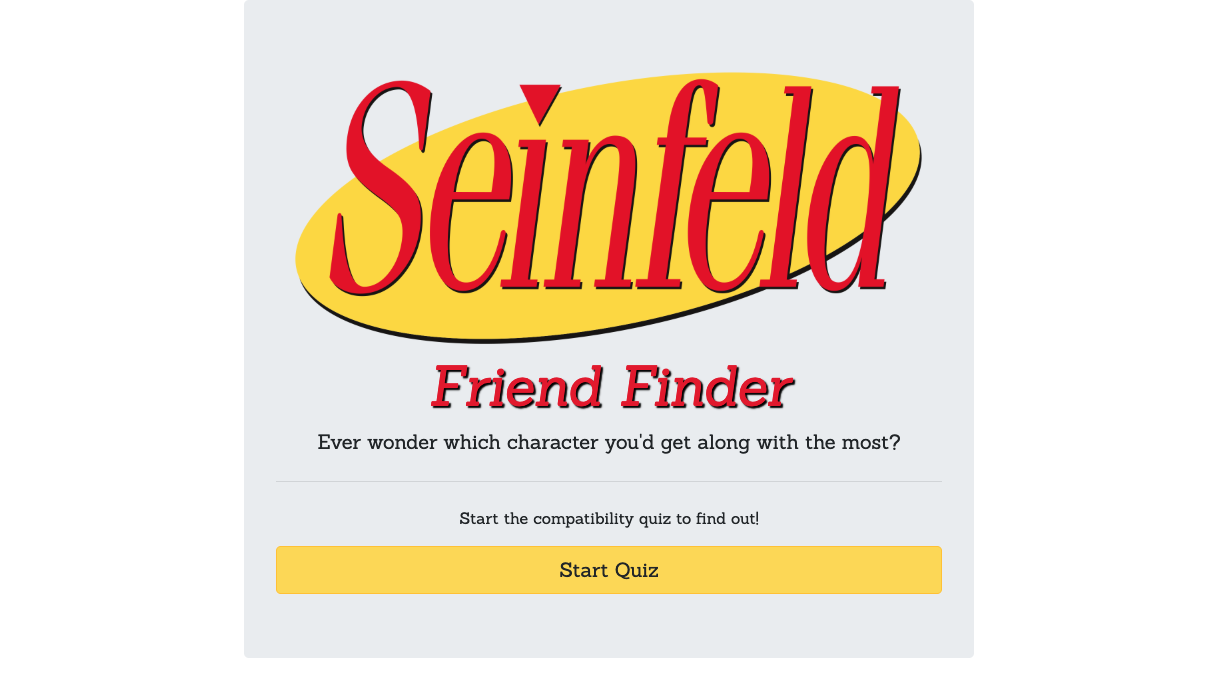 Seinfeld
Friend Finder
Ever wonder which character you'd get along with the most?
Start the compatibility quiz to find out!
Start Quiz